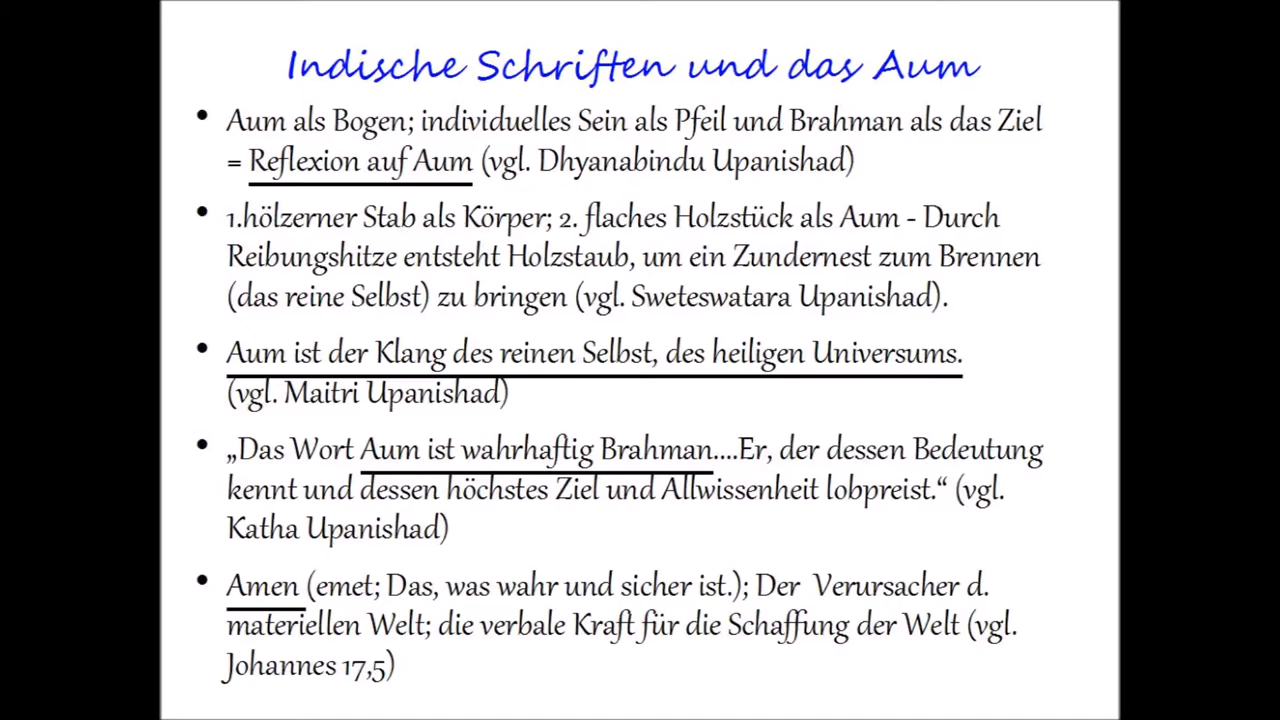 Indische Schriften und das Aum
• Aum als Bogen; individuelles Sein als Pfeil und Brahman als das Ziel
= Reflexion auf Aum (vgl. Dhyanabindu Upanishad)
• 1.hölzerner Stab als Körper; 2. flaches Holzstück als Aum - Durch
Reibungshitze entsteht Holzstaub, um ein Zundernest zum Brennen
(das reine Selbst) zu bringen (vgl. Sweteswatara Upanishad).
• Aum ist der Klang des reinen Selbst, des heiligen Universums.
(vgl. Maitri Upanishad)
• „Das Wort Aum ist wahrhaftig Brahman....Er, der dessen Bedeutung
kennt und dessen höchstes Ziel und Allwissenheit lobpreist.“ (vgl.
Katha Upanishad)
• Amen (emet; Das, was wahr und sicher ist.); Der Verursacher d.
materiellen Welt; die verbale Kraft für die Schaffung der Welt (vgl.
Johannes 17,5)